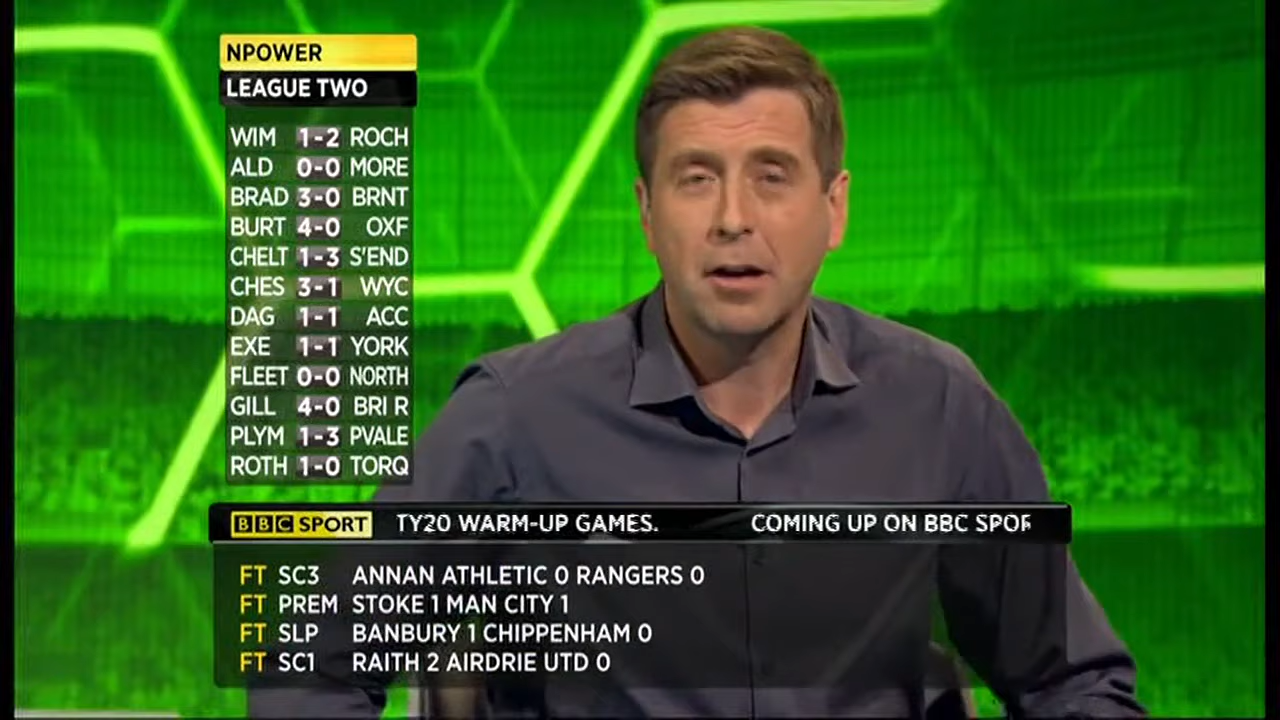 NPOWER
LEAGUE TWO
WIM 1-2 ROCH
ALD 0-0 MORE
BRAD 3-0 BRNT
BURT 4-0 OXF
CHELT 1-3 S'END
CHES 3-1 WYC
DAG 1-1 ACC
EXE 1-1 YORK
FLEET 0-0 NORTH
GILL 4-0 BRI R
PLYM 1-3 PVALE
ROTH 1-0 TORQ
BBC SPORT TY20 WARM-UP GAMES. COMING UP ON BBC SPOR
FT SC3 ANNAN ATHLETIC 0 RANGERS 0
FT PREM STOKE 1 MAN CITY 1
FT SLP BANBURY 1 CHIPPENHAM 0
FT SC1 RAITH 2 AIRDRIE UTD 0